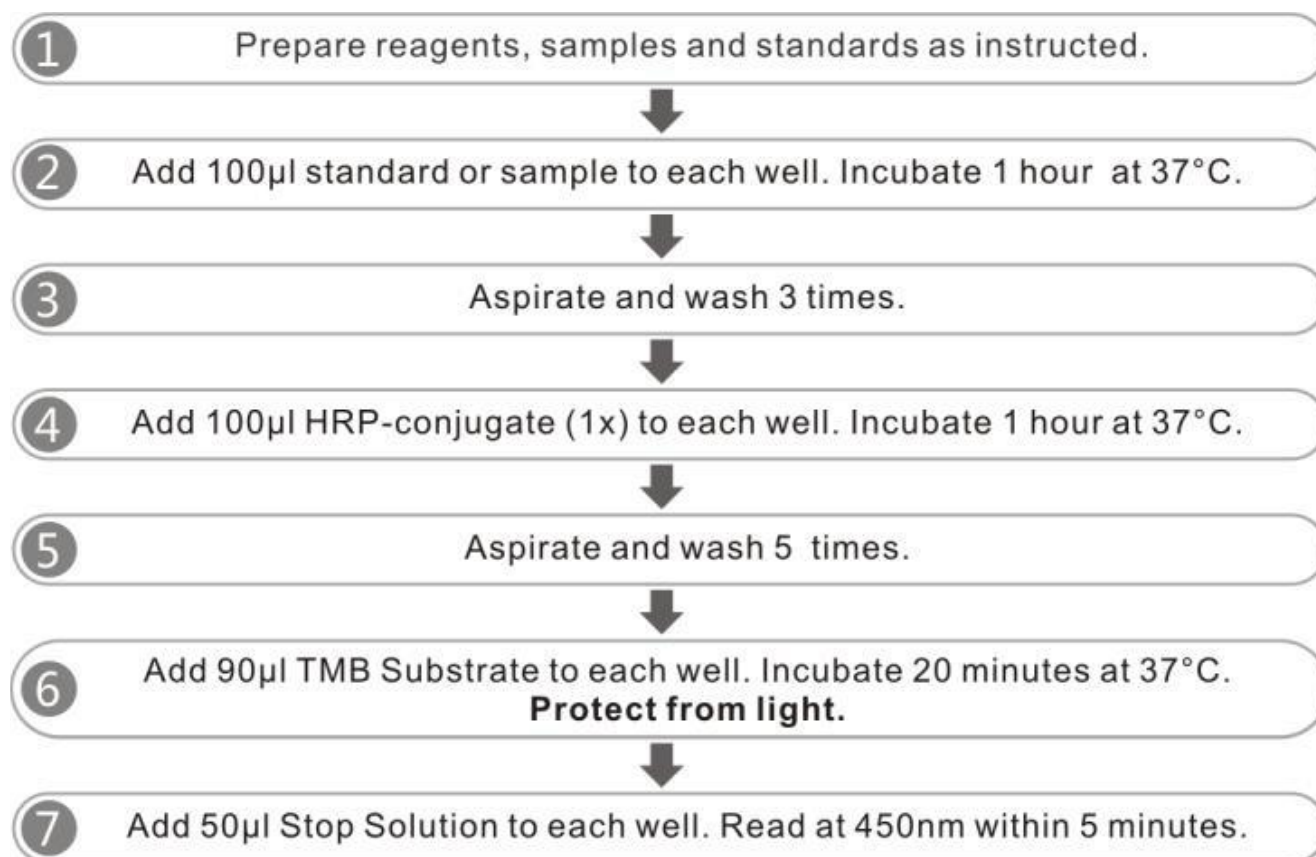 1 Prepare reagents, samples and standards as instructed.
2 Add 100µl standard or sample to each well. Incubate 1 hour at 37°C.
3 Aspirate and wash 3 times.
4 Add 100µl HRP-conjugate (1x) to each well. Incubate 1 hour at 37°C.
5 Aspirate and wash 5 times.
6 Add 90µl TMB Substrate to each well. Incubate 20 minutes at 37°C.
Protect from light.
7 Add 50µl Stop Solution to each well. Read at 450nm within 5 minutes.